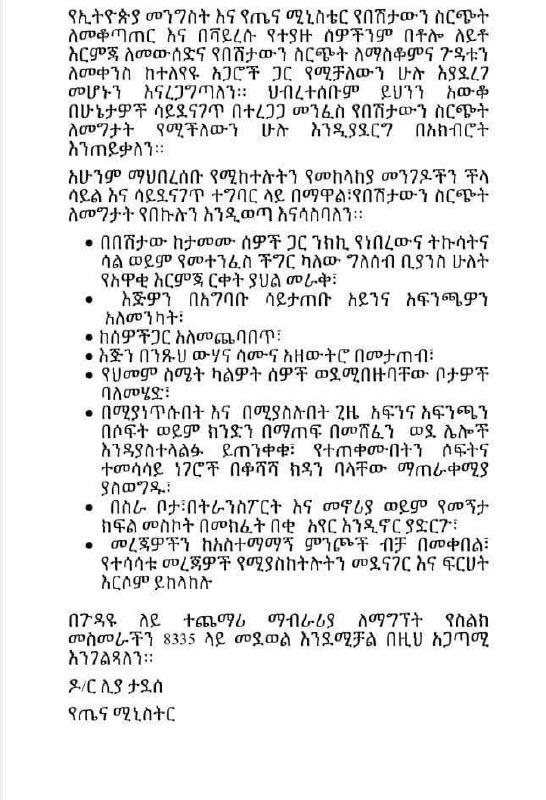 የኢትዮጵያ መንግስት እና የጤና ሚኒስቴር የበሽታውን ስርጭት
ለመቆጣጠር እና በቫይረሱ የተያዙ ሰዎችንም በቶሎ ለይቶ
እርምጃ ለመውሰድና የበሽታውን ስርጭት ለማስቆምና ጉዳቱን
ለመቀንስ ከተለየዩ አጋሮች ጋር የሚቻለውን ሁሉ እያደረገ
መሆኑን እናረጋግጣለን። ህብረተሰቡም ይህንን አውቆ
በሁኔታዎች ሳይደናገጥ በተረጋጋ መንፈስ የበሽታውን ስርጭት
ለመግታት የሚችለውን ሁሉ እንዲያደርግ በአክብሮት
እንጠይቃለን።
አሁንም ማህበረሰቡ የሚከተሉትን የመከላከያ መንገዶችን ችላ
ሳይል እና ሳይደናገጥ ተግባር ላይ በማዋል፤የበሽታውን ስርጭት
ለመግታት የበኩሉን እንዲወጣ እናሳስባለን።
• በበሽታው ከታመሙ ሰዎች ጋር ንክኪ የነበረውና ትኩሳትና
ሳል ወይም የመተንፈስ ችግር ካለው ግለሰብ ቢያንስ ሁለት
የአዋቂ እርምጃ ርቀት ያህል መራቅ፤
• እጅዎን በአግባቡ ሳይታጠቡ አይንና አፍንጫዎን
አለመንካት፤
• ከሰዎችጋር አለመጨባበጥ፤
• እጅን በንጹህ ውሃና ሳሙና አዘውትሮ በመታጠብ፤
• የህመም ስሜት ካልዎት ሰዎች ወደሚበዙባቸው ቦታዎች
ባለመሄድ፤
• በሚያነጥሱበት እና በሚያስሉበት ጊዜ አፍንና አፍንጫን
በሶፍት ወይም ክንድን በማጠፍ በመሸፈን ወደ ሌሎች
እንዳያስተላልፉ ይጠንቀቁ፤ የተጠቀሙበትን ሶፍትና
ተመሳሳይ ነገሮች በቆሻሻ ክዳን ባላቸው ማጠራቀሚያ
ያስወግዱ፤
• በስራ ቦታ፤በትራንስፖርት እና መኖሪያ ወይም የመኝታ
ክፍል መስኮት በመክፈት በቂ አየር እንዲኖር ያድርጉ፤
• መረጃዎችን ከአስተማማኝ ምንጮች ብቻ በመቀበል፤
የተሳሳቱ መረጃዎች የሚያስከትሉትን መደናገር እና ፍርሀት
እርሶም ይከላከሉ
በጉዳዩ ለይ ተጨማሪ ማብራሪያ ለማግኘት የስልክ
መስመራችን 8335 ላይ መደወል እንደሚቻል በዚህ አጋጣሚ
እንገልጻለን።
ዶ/ር ሊያ ታደሰ
የጤና ሚኒስትር